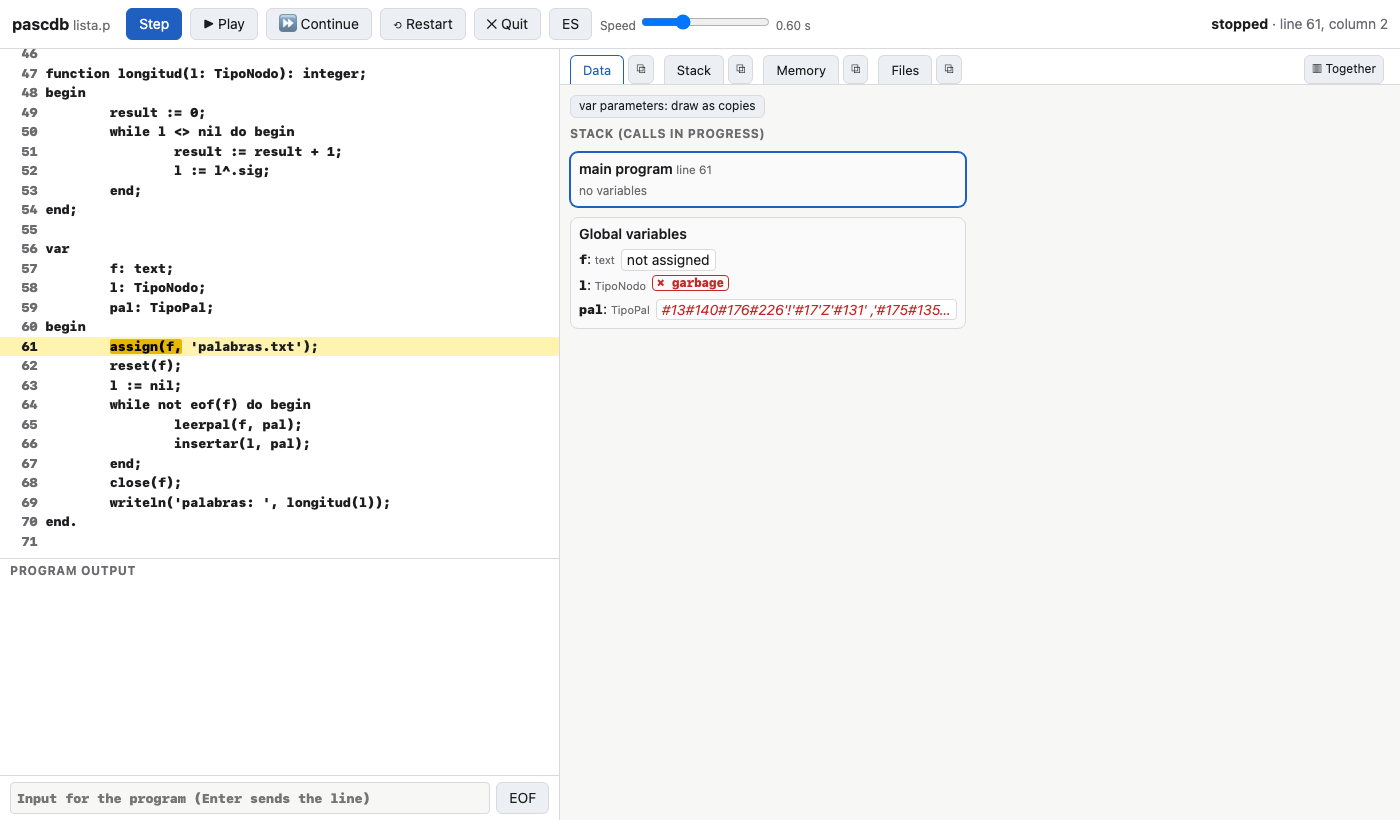 pascdb lista.p Step ▶ Play ⏩ Continue ⟲ Restart ✕ Quit ES Speed 0.60 s stopped · line 61, column 2
46
47 function longitud(l: TipoNodo): integer;
48 begin
49 result := 0;
50 while l <> nil do begin
51 result := result + 1;
52 l := l^.sig;
53 end;
54 end;
55
56 var
57 f: text;
58 l: TipoNodo;
59 pal: TipoPal;
60 begin
61 assign(f, 'palabras.txt');
62 reset(f);
63 l := nil;
64 while not eof(f) do begin
65 leerpal(f, pal);
66 insertar(l, pal);
67 end;
68 close(f);
69 writeln('palabras: ', longitud(l));
70 end.
71
PROGRAM OUTPUT
Input for the program (Enter sends the line) EOF
Data Stack Memory Files Together
var parameters: draw as copies
STACK (CALLS IN PROGRESS)
main program line 61
no variables
Global variables
f: text not assigned
l: TipoNodo × garbage
pal: TipoPal #13#140#176#226'!'#17'Z'#131' ,'#175#135...